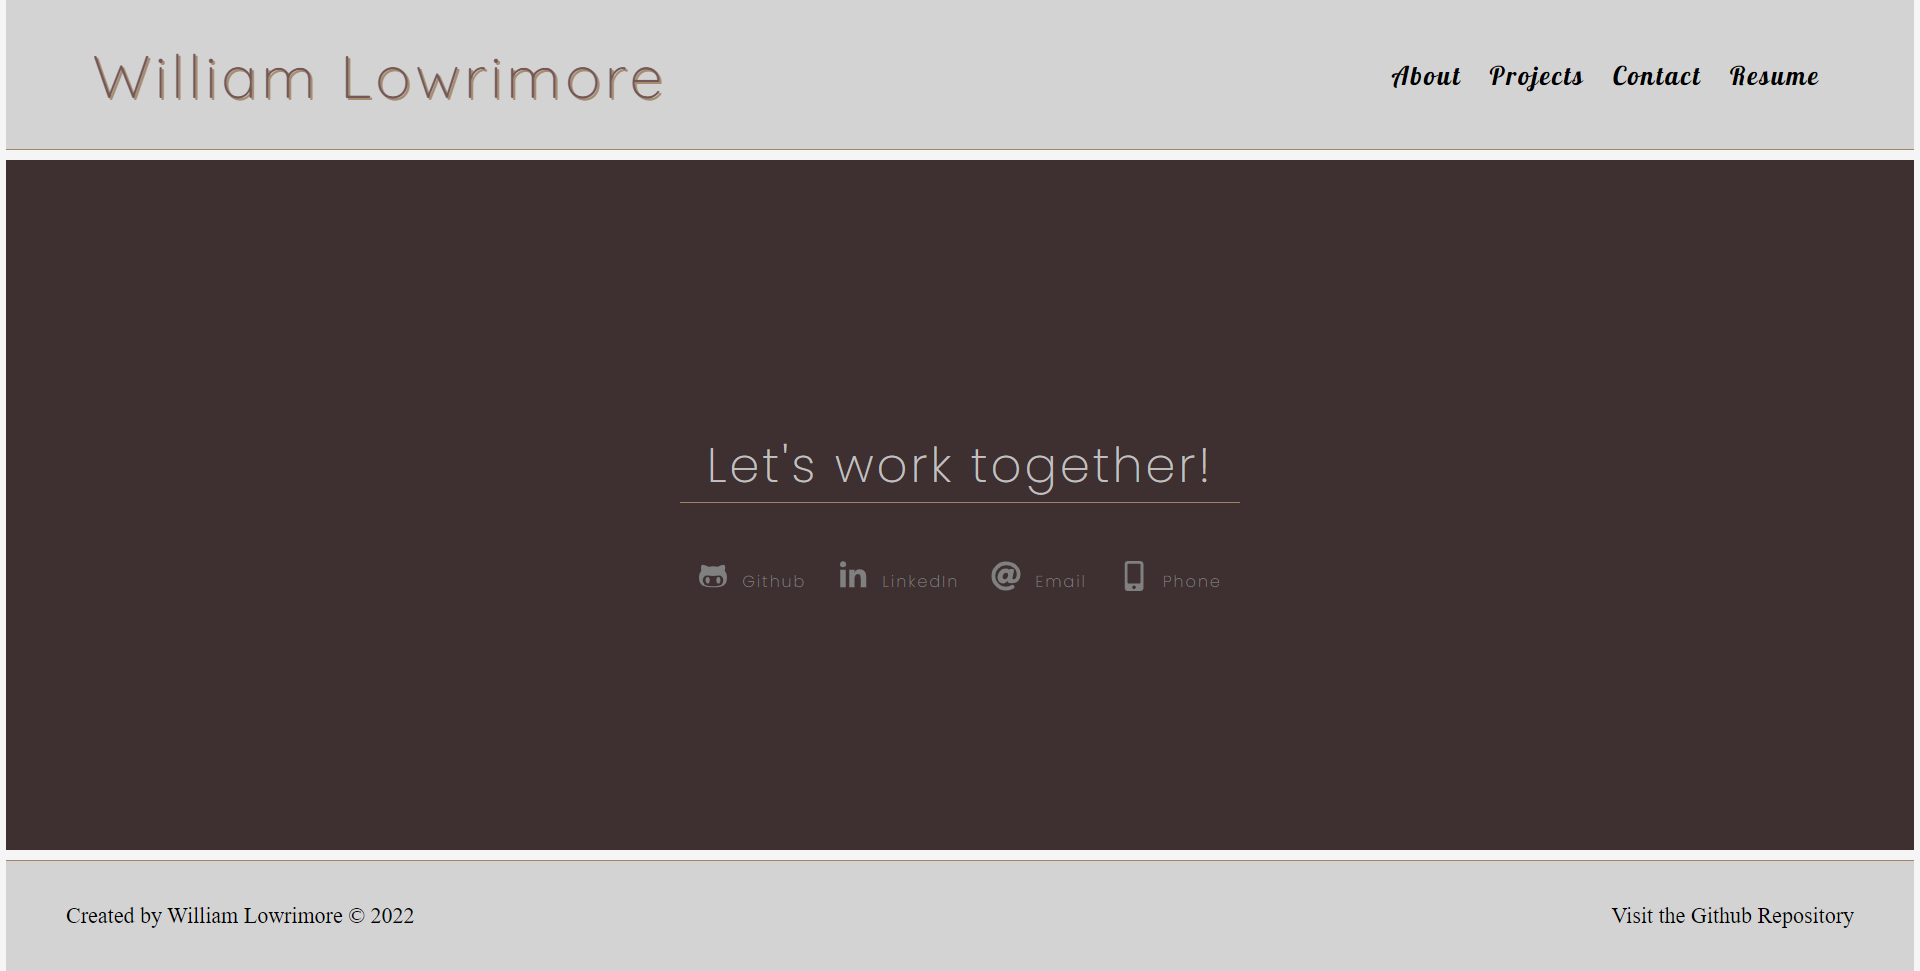 William Lowrimore
About Projects Contact Resume
Let's work together!
Github LinkedIn Email Phone
Created by William Lowrimore © 2022
Visit the Github Repository